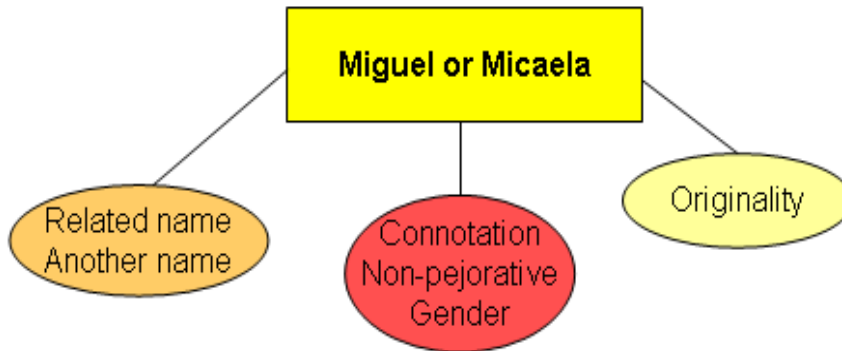 Miguel or Micaela
Related name
Another name
Connotation
Non-pejorative
Gender
Originality